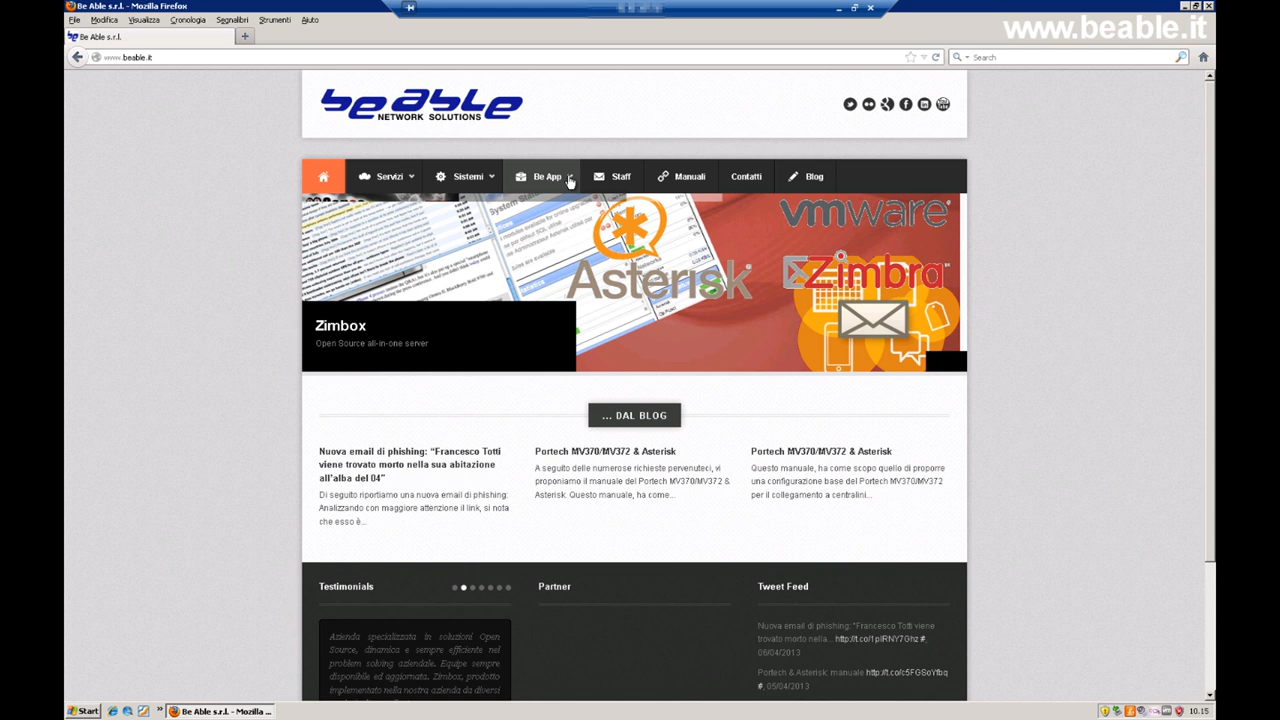 Be Able s.r.l. - Mozilla Firefox
File Modifica Visualizza Cronologia Segnalibri Strumenti Aiuto
www.beable.it
Be Able s.r.l.
www.beable.it
Search
be able
NETWORK SOLUTIONS
Servizi Sistemi Be App Staff Manuali Contatti Blog
vmware
Asterisk
Zimbra
Zimbox
Open Source all-in-one server
... DAL BLOG
Nuova email di phishing: “Francesco Totti
viene trovato morto nella sua abitazione
all’alba del 04”
Di seguito riportiamo una nuova email di phishing:
Analizzando con maggiore attenzione il link, si nota
che esso è...
Portech MV370/MV372 & Asterisk
A seguito delle numerose richieste pervenuteci, vi
proponiamo il manuale del Portech MV370/MV372 &
Asterisk. Questo manuale, ha come...
Portech MV370/MV372 & Asterisk
Questo manuale, ha come scopo quello di proporre
una configurazione base del Portech MV370/MV372
per il collegamento a centralini...
Testimonials
Azienda specializzata in soluzioni Open
Source, dinamica e sempre efficiente nel
problem solving aziendale. Equipe sempre
disponibile ed aggiornata. Zimbox, prodotto
implementato nella nostra azienda da diversi
Partner
Tweet Feed
Nuova email di phishing: “Francesco Totti viene
trovato morto nella... http://t.co/1pIRNY7Ghz #,
06/04/2013
Portech & Asterisk: manuale http://t.co/c5FGSoYfbq
#, 05/04/2013
Start
Be Able s.r.l. - Mozilla ...
10.15